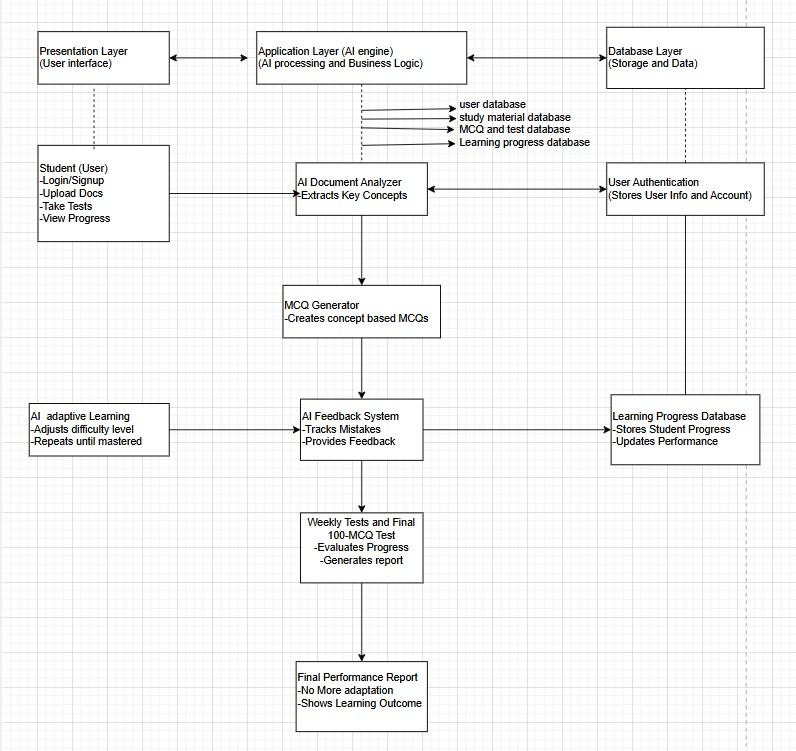 Presentation Layer
(User interface)
Application Layer (AI engine)
(AI processing and Business Logic)
Database Layer
(Storage and Data)
user database
study material database
MCQ and test database
Learning progress database
Student (User)
-Login/Signup
-Upload Docs
-Take Tests
-View Progress
AI Document Analyzer
-Extracts Key Concepts
User Authentication
(Stores User Info and Account)
MCQ Generator
-Creates concept based MCQs
AI adaptive Learning
-Adjusts difficulty level
-Repeats until mastered
AI Feedback System
-Tracks Mistakes
-Provides Feedback
Learning Progress Database
-Stores Student Progress
-Updates Performance
Weekly Tests and Final
100-MCQ Test
-Evaluates Progress
-Generates report
Final Performance Report
-No More adaptation
-Shows Learning Outcome